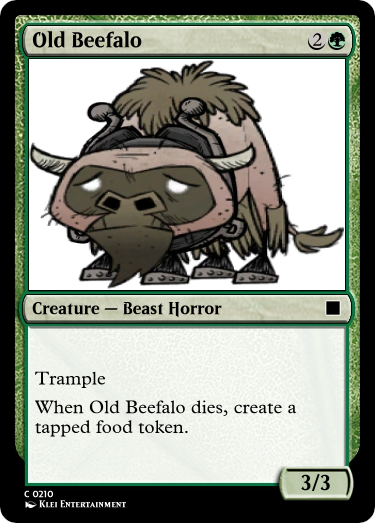 Old Beefalo 2
Creature — Beast Horror
Trample
When Old Beefalo dies, create a
tapped food token.
3/3
C 0210
Klei Entertainment